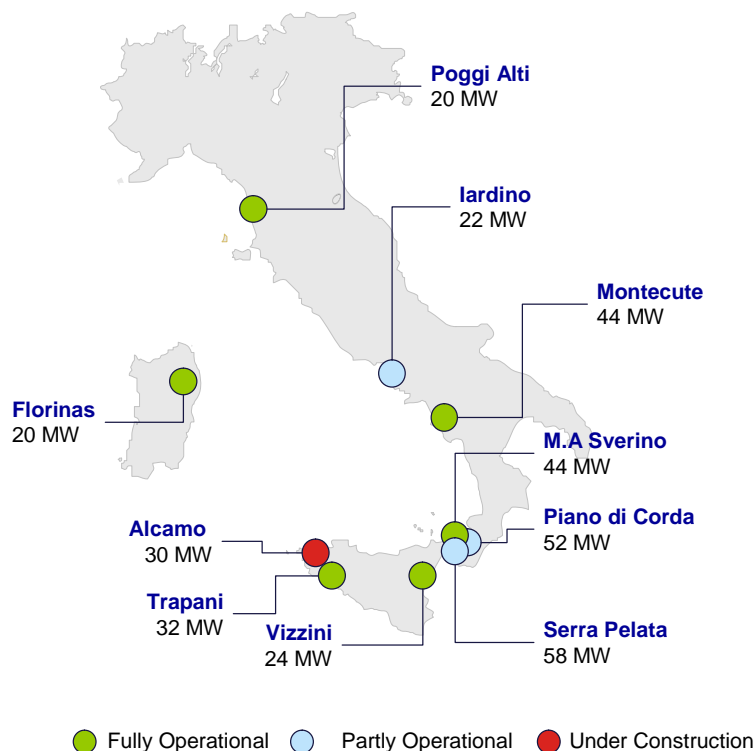 Poggi Alti
20 MW
Iardino
22 MW
Montecute
44 MW
Florinas
20 MW
M.A Sverino
44 MW
Piano di Corda
52 MW
Alcamo
30 MW
Trapani
32 MW
Vizzini
24 MW
Serra Pelata
58 MW
Fully Operational
Partly Operational
Under Construction